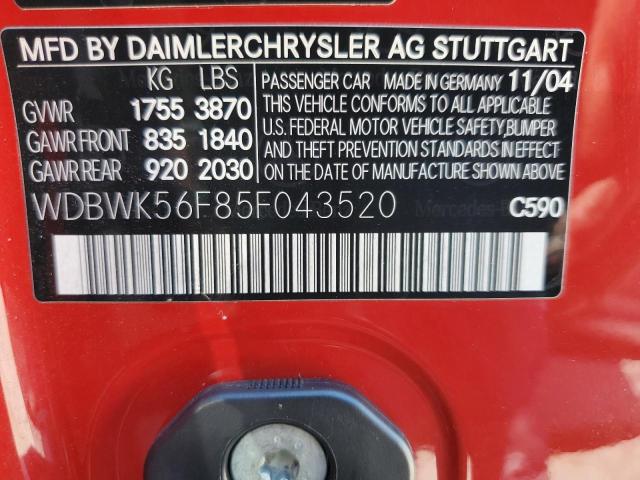 MFD BY DAIMLERCHRYSLER AG STUTTGART
KG LBS
GVWR 1755 3870
GAWR FRONT 835 1840
GAWR REAR 920 2030
PASSENGER CAR MADE IN GERMANY 11/04
THIS VEHICLE CONFORMS TO ALL APPLICABLE
U.S. FEDERAL MOTOR VEHICLE SAFETY,BUMPER
AND THEFT PREVENTION STANDARDS IN EFFECT
ON THE DATE OF MANUFACTURE SHOWN ABOVE
WDBWK56F85F043520 C590